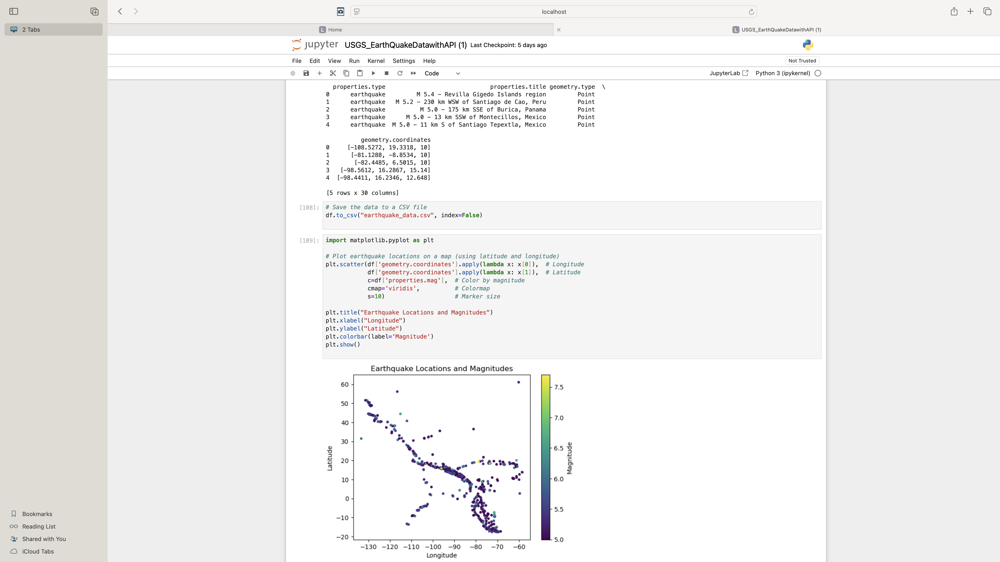 localhost
2 Tabs
L Home
L USGS_EarthQuakeDatawithAPI (1)
jupyter USGS_EarthQuakeDatawithAPI (1) Last Checkpoint: 5 days ago
File Edit View Run Kernel Settings Help
Not Trusted
Code
JupyterLab Python 3 (ipykernel)
properties.type properties.title geometry.type \
0 earthquake M 5.4 - Revilla Gigedo Islands region Point
1 earthquake M 5.2 - 230 km WSW of Santiago de Cao, Peru Point
2 earthquake M 5.0 - 175 km SSE of Burica, Panama Point
3 earthquake M 5.0 - 13 km SSW of Montecillos, Mexico Point
4 earthquake M 5.0 - 11 km S of Santiago Tepextla, Mexico Point
geometry.coordinates
0 [-108.5272, 19.3318, 10]
1 [-81.1288, -8.8534, 10]
2 [-82.4485, 6.5015, 10]
3 [-98.5612, 16.2867, 15.14]
4 [-98.4411, 16.2346, 12.648]
[5 rows x 30 columns]
[108]: # Save the data to a CSV file
df.to_csv("earthquake_data.csv", index=False)
[109]: import matplotlib.pyplot as plt
# Plot earthquake locations on a map (using latitude and longitude)
plt.scatter(df['geometry.coordinates'].apply(lambda x: x[0]), # Longitude
df['geometry.coordinates'].apply(lambda x: x[1]), # Latitude
c=df['properties.mag'], # Color by magnitude
cmap='viridis', # Colormap
s=10) # Marker size
plt.title("Earthquake Locations and Magnitudes")
plt.xlabel("Longitude")
plt.ylabel("Latitude")
plt.colorbar(label='Magnitude')
plt.show()
Earthquake Locations and Magnitudes
60
50
40
30
20
10
0
−10
−20
Latitude
−130 −120 −110 −100 −90 −80 −70 −60
Longitude
7.5
7.0
6.5
6.0
5.5
5.0
Magnitude
Bookmarks
Reading List
Shared with You
iCloud Tabs